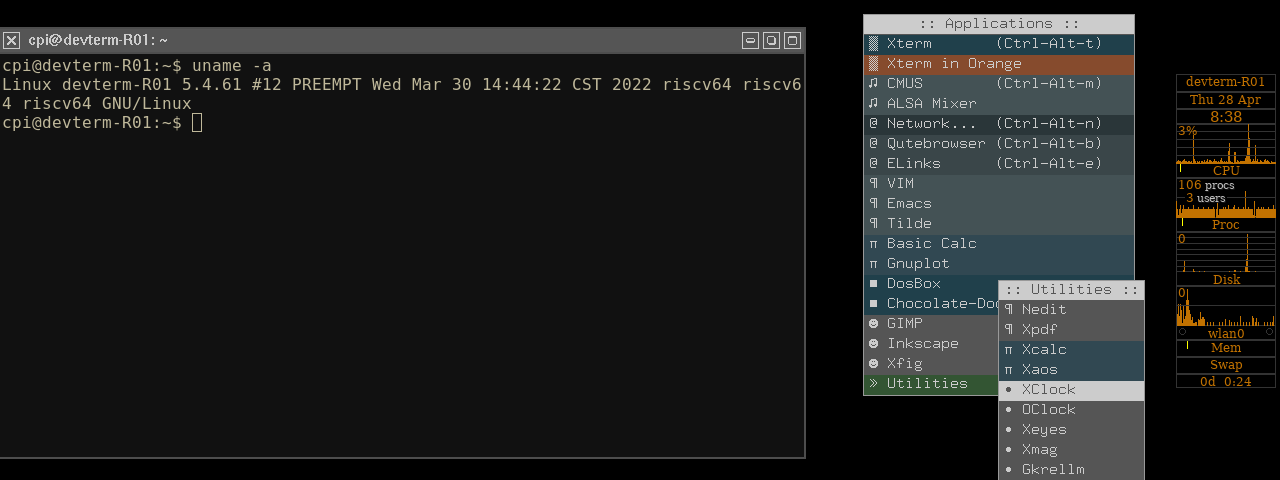 cpi@devterm-R01: ~
cpi@devterm-R01:~$ uname -a
Linux devterm-R01 5.4.61 #12 PREEMPT Wed Mar 30 14:44:22 CST 2022 riscv64 riscv6
4 riscv64 GNU/Linux
cpi@devterm-R01:~$
:: Applications ::
Xterm (Ctrl-Alt-t)
Xterm in Orange
♫ CMUS (Ctrl-Alt-m)
♫ ALSA Mixer
@ Network... (Ctrl-Alt-n)
@ Qutebrowser (Ctrl-Alt-b)
@ ELinks (Ctrl-Alt-e)
¶ VIM
¶ Emacs
¶ Tilde
π Basic Calc
π Gnuplot
■ DosBox
■ Chocolate-Doo
☻ GIMP
☻ Inkscape
☻ Xfig
» Utilities
:: Utilities ::
¶ Nedit
¶ Xpdf
π Xcalc
π Xaos
• XClock
• OClock
• Xeyes
• Xmag
• Gkrellm
devterm-R01
Thu 28 Apr
8:38
3%
CPU
106 procs
3 users
Proc
0
Disk
0
wlan0
Mem
Swap
0d 0:24